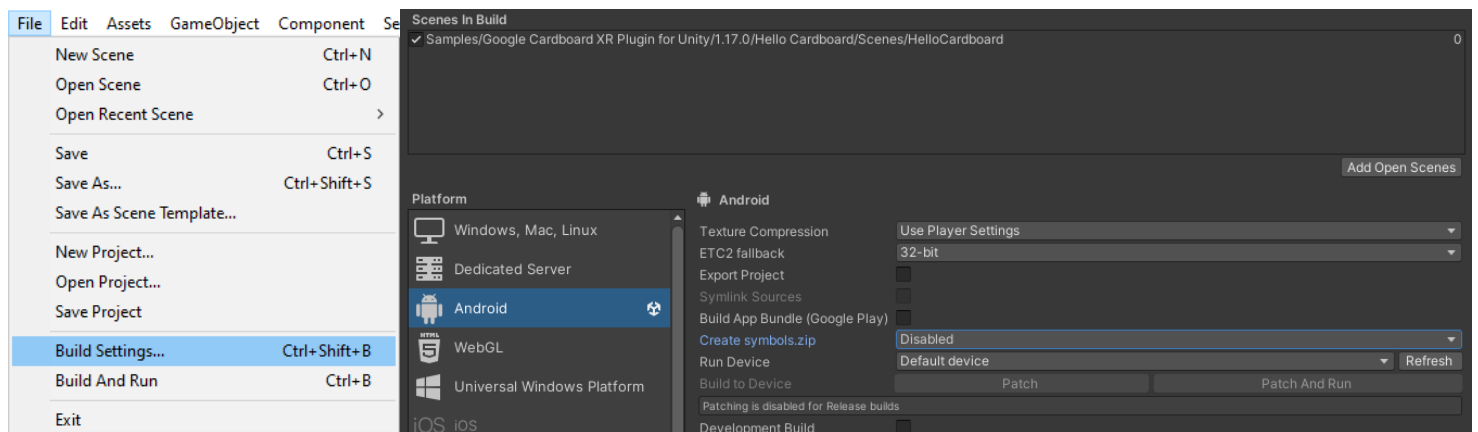 File Edit Assets GameObject Component Se
New Scene Ctrl+N
Open Scene Ctrl+O
Open Recent Scene
Save Ctrl+S
Save As... Ctrl+Shift+S
Save As Scene Template...
New Project...
Open Project...
Save Project
Build Settings... Ctrl+Shift+B
Build And Run Ctrl+B
Exit
Scenes In Build
Samples/Google Cardboard XR Plugin for Unity/1.17.0/Hello Cardboard/Scenes/HelloCardboard 0
Add Open Scenes
Platform
Windows, Mac, Linux
Dedicated Server
Android
HTML 5 WebGL
Universal Windows Platform
iOS iOS
Android
Texture Compression Use Player Settings
ETC2 fallback 32-bit
Export Project
Symlink Sources
Build App Bundle (Google Play)
Create symbols.zip Disabled
Run Device Default device Refresh
Build to Device Patch Patch And Run
Patching is disabled for Release builds
Development Build